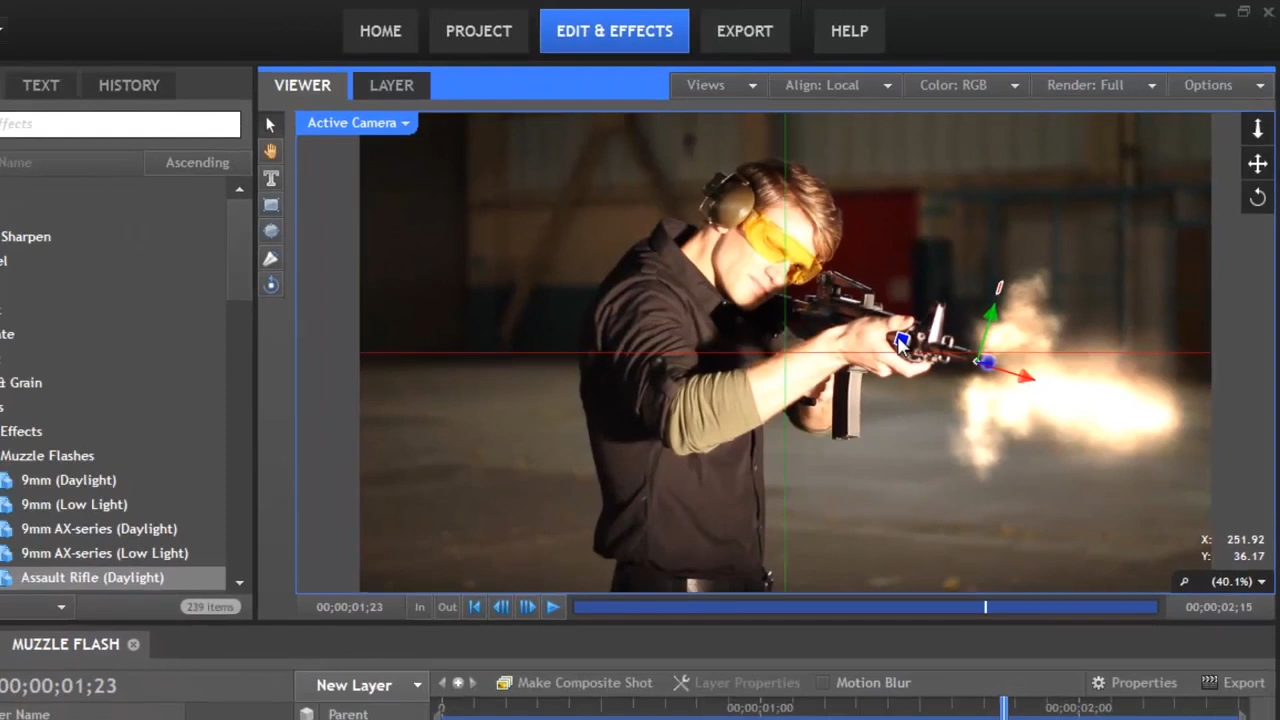 HOME
PROJECT
EDIT & EFFECTS
EXPORT
HELP
TEXT
HISTORY
VIEWER
LAYER
Views
Align: Local
Color: RGB
Render: Full
Options
ffects
Active Camera
Name
Ascending
Sharpen
el
ate
& Grain
s
Effects
Muzzle Flashes
9mm (Daylight)
9mm (Low Light)
9mm AX-series (Daylight)
9mm AX-series (Low Light)
Assault Rifle (Daylight)
239 items
X: 251.92
Y: 36.17
(40.1%)
00;00;01;23
In
Out
00;00;02;15
MUZZLE FLASH
00;00;01;23
New Layer
Make Composite Shot
Layer Properties
Motion Blur
Properties
Export
er Name
Parent
0
00;00;01;00
00;00;02;00